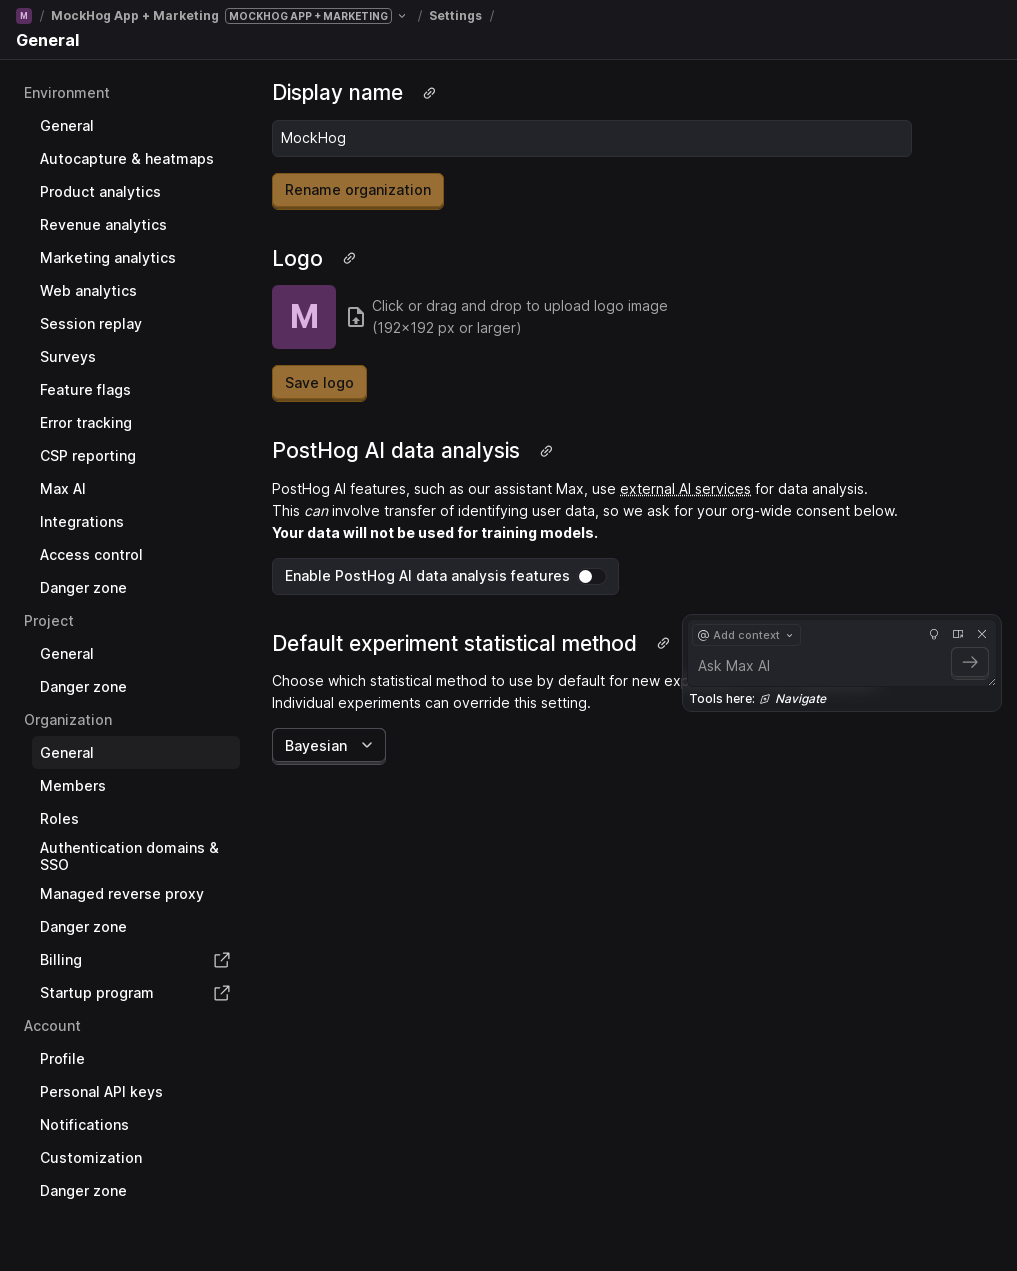 M / MockHog App + Marketing MOCKHOG APP + MARKETING / Settings /
General
Environment
General
Autocapture & heatmaps
Product analytics
Revenue analytics
Marketing analytics
Web analytics
Session replay
Surveys
Feature flags
Error tracking
CSP reporting
Max AI
Integrations
Access control
Danger zone
Project
General
Danger zone
Organization
General
Members
Roles
Authentication domains &
SSO
Managed reverse proxy
Danger zone
Billing
Startup program
Account
Profile
Personal API keys
Notifications
Customization
Danger zone
Display name
MockHog
Rename organization
Logo
M
Click or drag and drop to upload logo image
(192×192 px or larger)
Save logo
PostHog AI data analysis
PostHog AI features, such as our assistant Max, use external AI services for data analysis.
This can involve transfer of identifying user data, so we ask for your org-wide consent below.
Your data will not be used for training models.
Enable PostHog AI data analysis features
Default experiment statistical method
Choose which statistical method to use by default for new
Individual experiments can override this setting.
Bayesian
@ Add context
Ask Max AI
Tools here: Navigate